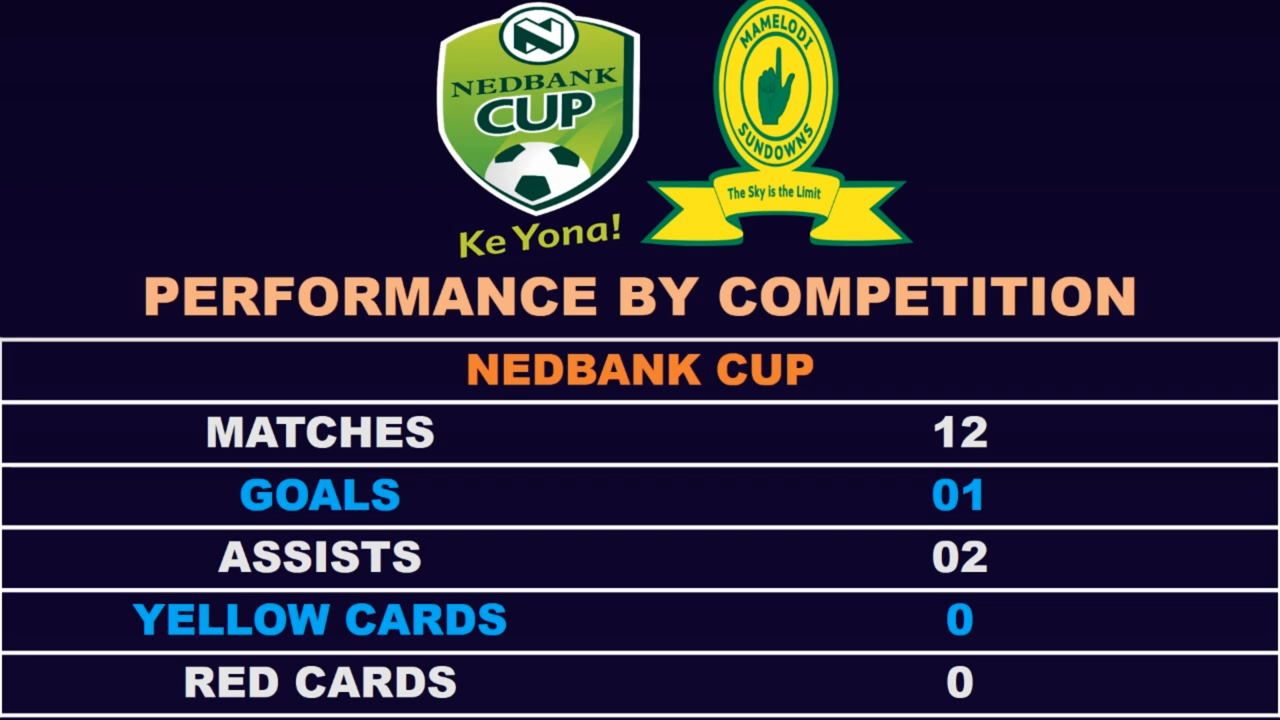 NEDBANK
CUP
Ke Yona!
MAMELODI
SUNDOWNS
The Sky is the Limit
PERFORMANCE BY COMPETITION
NEDBANK CUP
MATCHES 12
GOALS 01
ASSISTS 02
YELLOW CARDS 0
RED CARDS 0